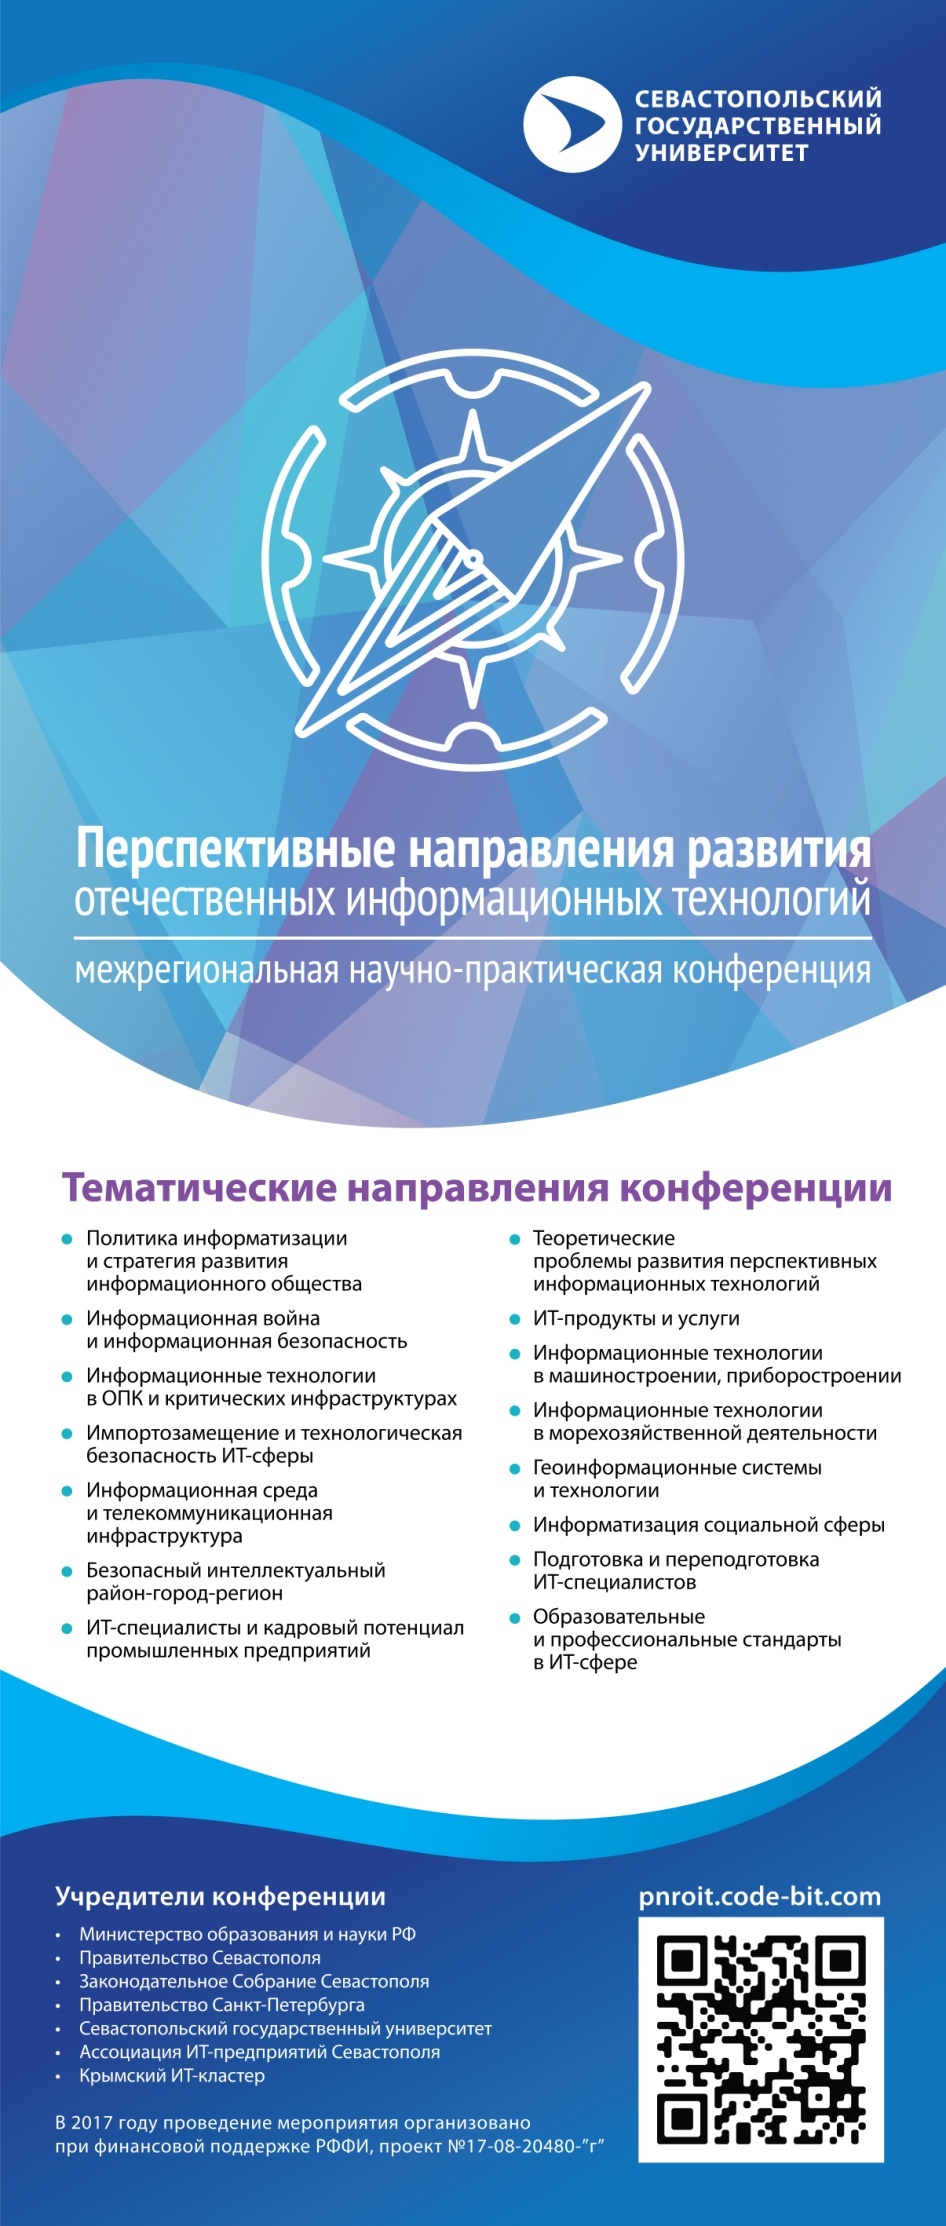 СЕВАСТОПОЛЬСКИЙ
ГОСУДАРСТВЕННЫЙ
УНИВЕРСИТЕТ
Перспективные направления развития
отечественных информационных технологий
межрегиональная научно-практическая конференция
Тематические направления конференции
Политика информатизации
и стратегия развития
информационного общества
Информационная война
и информационная безопасность
Информационные технологии
в ОПК и критических инфраструктурах
Импортозамещение и технологическая
безопасность ИТ-сферы
Информационная среда
и телекоммуникационная
инфраструктура
Безопасный интеллектуальный
район-город-регион
ИТ-специалисты и кадровый потенциал
промышленных предприятий
Теоретические
проблемы развития перспективных
информационных технологий
ИТ-продукты и услуги
Информационные технологии
в машиностроении, приборостроении
Информационные технологии
в морехозяйственной деятельности
Геоинформационные системы
и технологии
Информатизация социальной сферы
Подготовка и переподготовка
ИТ-специалистов
Образовательные
и профессиональные стандарты
в ИТ-сфере
Учредители конференции
• Министерство образования и науки РФ
• Правительство Севастополя
• Законодательное Собрание Севастополя
• Правительство Санкт-Петербурга
• Севастопольский государственный университет
• Ассоциация ИТ-предприятий Севастополя
• Крымский ИТ-кластер
В 2017 году проведение мероприятия организовано
при финансовой поддержке РФФИ, проект №17-08-20480-”г”
pnroit.code-bit.com